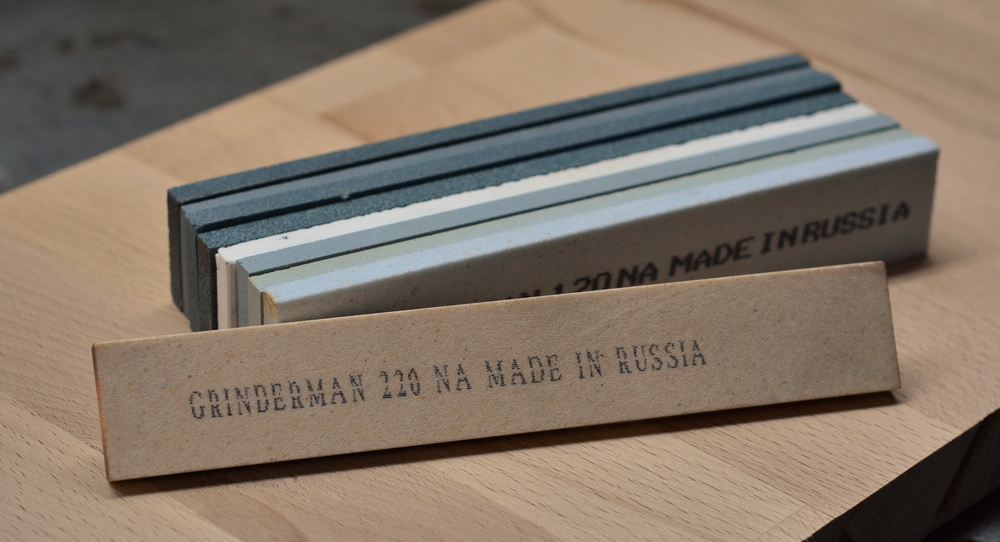 120 NA MADE IN RUSSIA
GRINDERMAN 220 NA MADE IN RUSSIA